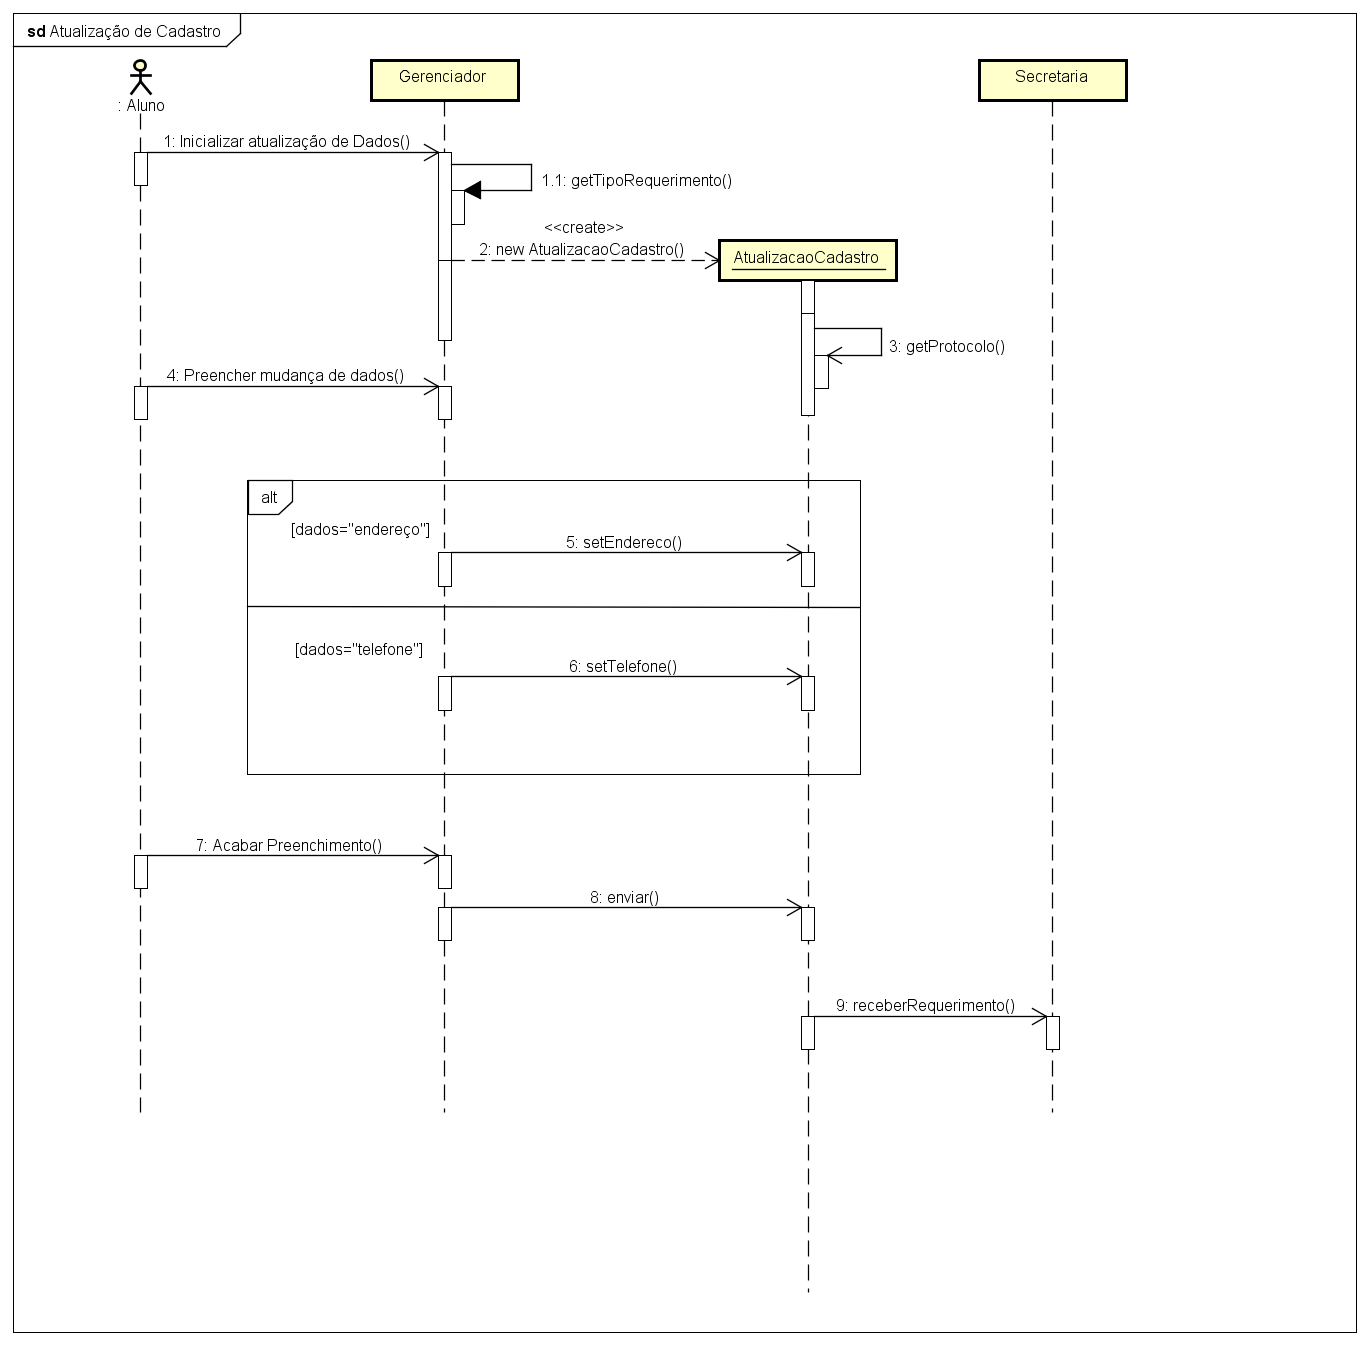 sd Atualização de Cadastro
: Aluno
Gerenciador
Secretaria
1: Inicializar atualização de Dados()
1.1: getTipoRequerimento()
<<create>>
2: new AtualizacaoCadastro()
AtualizacaoCadastro
3: getProtocolo()
4: Preencher mudança de dados()
alt
[dados="endereço"]
5: setEndereco()
[dados="telefone"]
6: setTelefone()
7: Acabar Preenchimento()
8: enviar()
9: receberRequerimento()